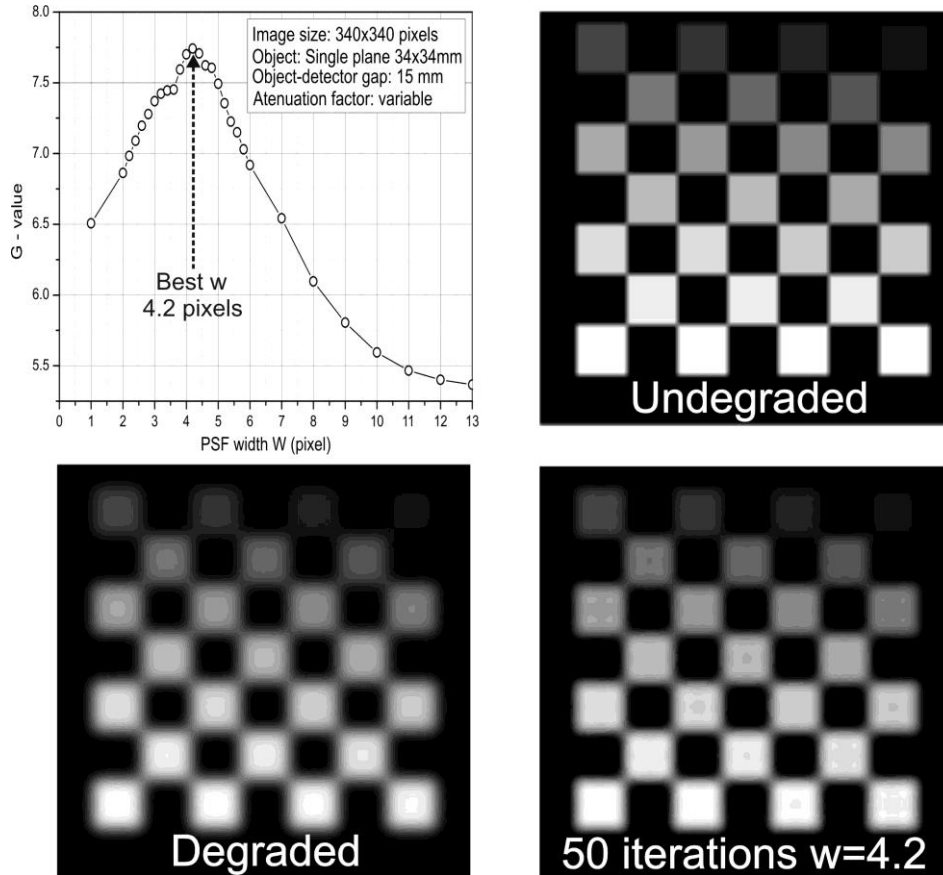 8.0
7.5
7.0
6.5
6.0
5.5
G - value
Image size: 340x340 pixels
Object: Single plane 34x34mm
Object-detector gap: 15 mm
Atenuation factor: variable
Best w
4.2 pixels
0 1 2 3 4 5 6 7 8 9 10 11 12 13
PSF width W (pixel)
Undegraded
Degraded
50 iterations w=4.2